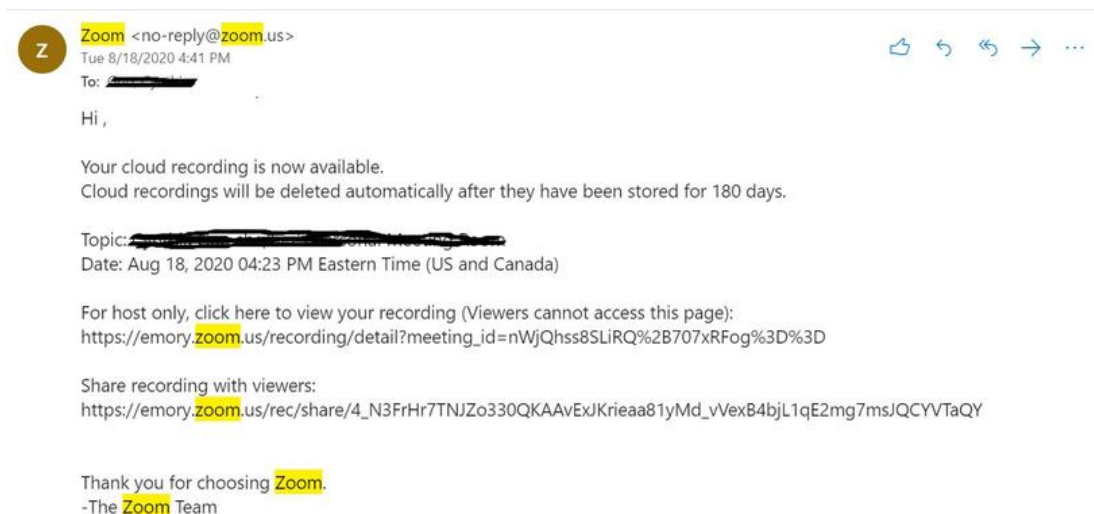 Z
Zoom <no-reply@zoom.us>
Tue 8/18/2020 4:41 PM
To:
Hi ,
Your cloud recording is now available.
Cloud recordings will be deleted automatically after they have been stored for 180 days.
Topic:
Date: Aug 18, 2020 04:23 PM Eastern Time (US and Canada)
For host only, click here to view your recording (Viewers cannot access this page):
https://emory.zoom.us/recording/detail?meeting_id=nWjQhss8SLiRQ%2B707xRFog%3D%3D
Share recording with viewers:
https://emory.zoom.us/rec/share/4_N3FrHr7TNJZo330QKAAvExJKrieaa81yMd_vVexB4bjL1qE2mg7msJQCYVTaQY
Thank you for choosing Zoom.
-The Zoom Team